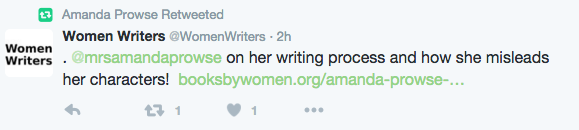 Amanda Prowse Retweeted
Women Writers @WomenWriters · 2h
Women
Writers
. @mrsamandaprowse on her writing process and how she misleads
her characters! booksbywomen.org/amanda-prowse-...
1
1